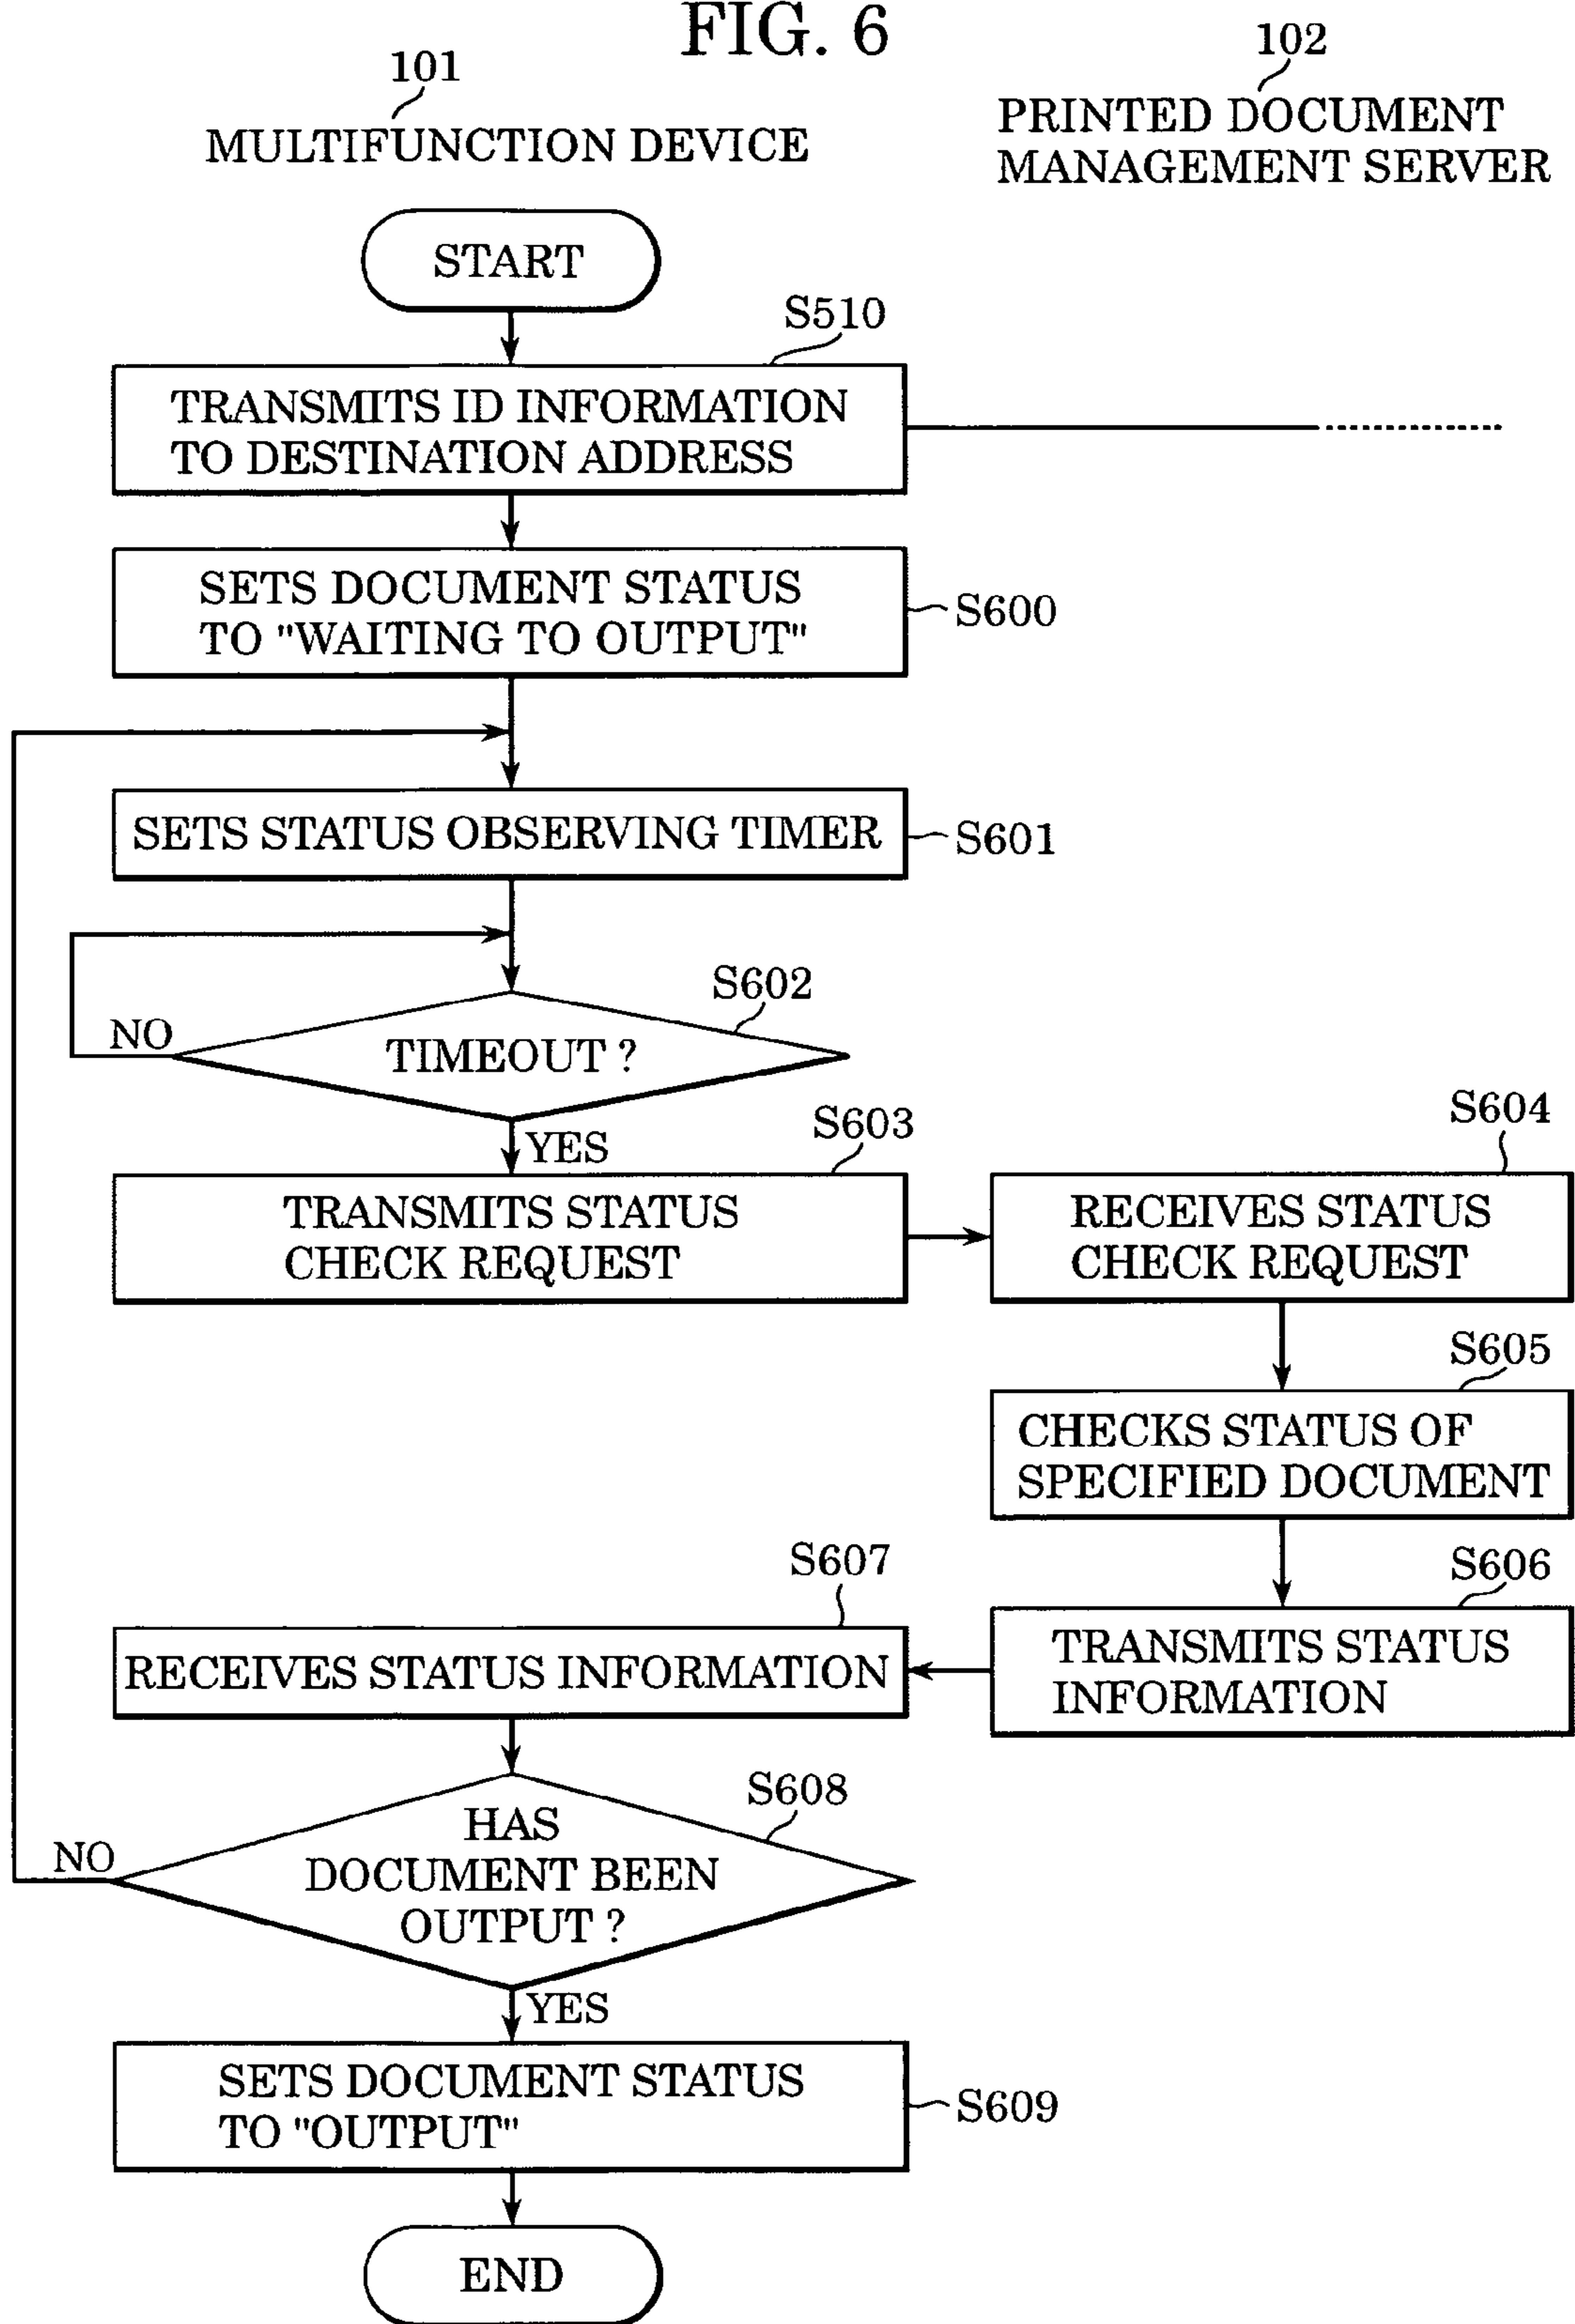 FIG. 6
101
MULTIFUNCTION DEVICE
102
PRINTED DOCUMENT
MANAGEMENT SERVER
START
S510
TRANSMITS ID INFORMATION
TO DESTINATION ADDRESS
SETS DOCUMENT STATUS
TO "WAITING TO OUTPUT"
S600
SETS STATUS OBSERVING TIMER
S601
S602
NO
TIMEOUT ?
YES
S603
TRANSMITS STATUS
CHECK REQUEST
S604
RECEIVES STATUS
CHECK REQUEST
S605
CHECKS STATUS OF
SPECIFIED DOCUMENT
S606
TRANSMITS STATUS
INFORMATION
S607
RECEIVES STATUS INFORMATION
S608
NO
HAS
DOCUMENT BEEN
OUTPUT ?
YES
SETS DOCUMENT STATUS
TO "OUTPUT"
S609
END